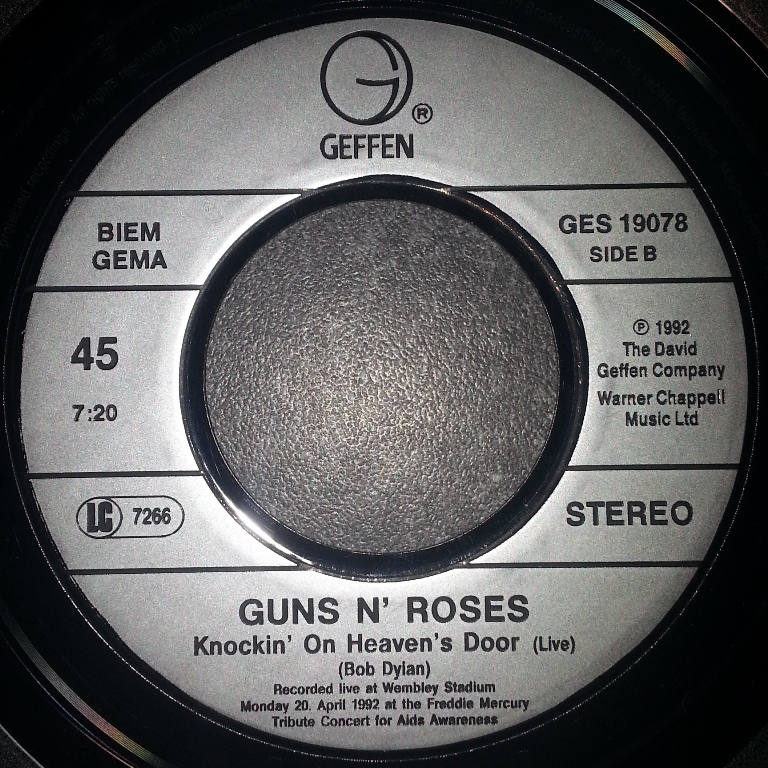 GEFFEN ®
BIEM
GEMA
GES 19078
SIDE B
45
7:20
℗ 1992
The David
Geffen Company
Warner Chappell
Music Ltd
LC 7266
STEREO
GUNS N' ROSES
Knockin' On Heaven's Door (Live)
(Bob Dylan)
Recorded live at Wembley Stadium
Monday 20. April 1992 at the Freddie Mercury
Tribute Concert for Aids Awareness